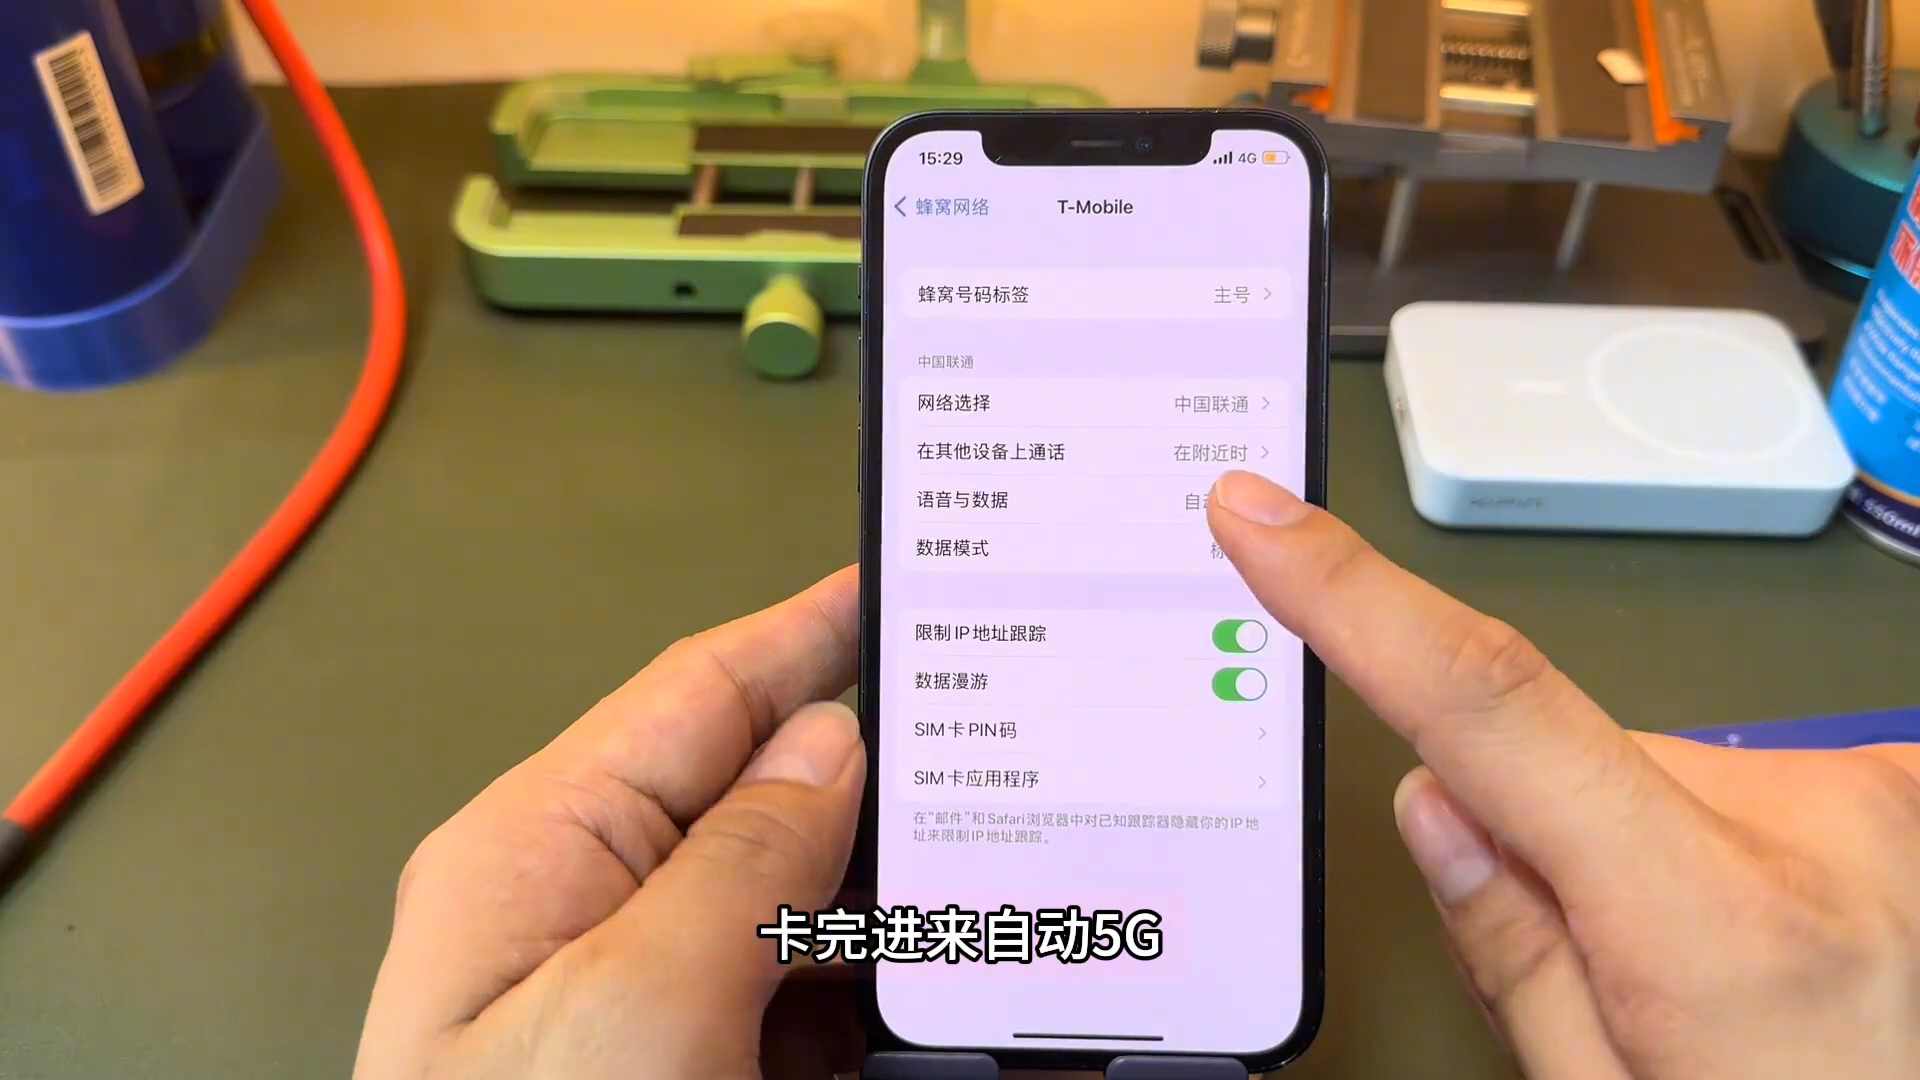 15:29
4G
蜂窝网络
T-Mobile
蜂窝号码标签
主号
中国联通
网络选择
中国联通
在其他设备上通话
在附近时
语音与数据
自动
数据模式
标
限制IP地址跟踪
数据漫游
SIM卡PIN码
SIM卡应用程序
在“邮件”和Safari浏览器中对已知跟踪器隐藏你的IP地
址来限制IP地址跟踪。
卡完进来自动5G